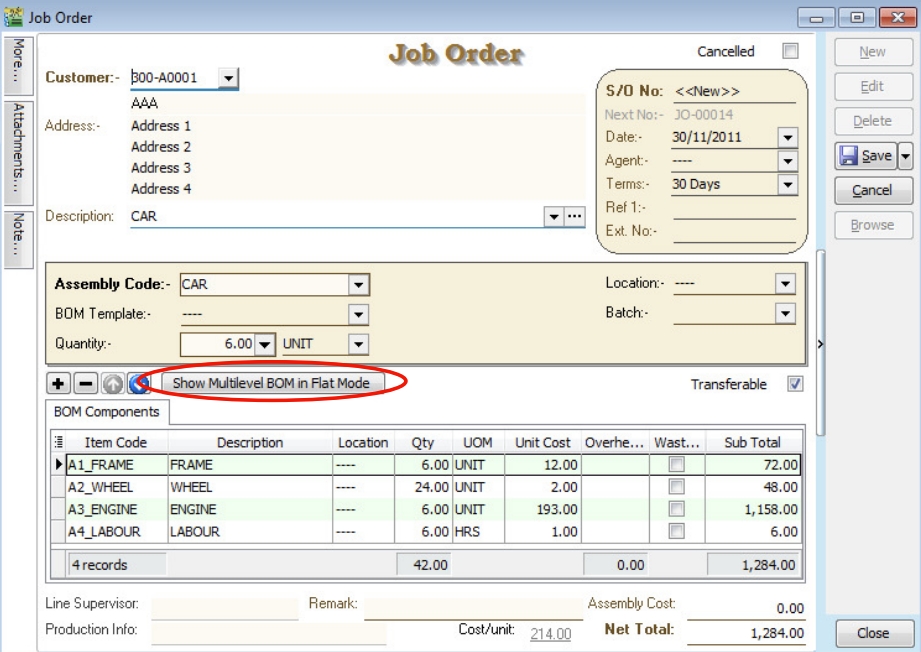 Job Order
More...
Attachments...
Note...
Job Order
Cancelled
Customer:- 300-A0001
AAA
Address:- Address 1
Address 2
Address 3
Address 4
Description: CAR
S/O No: <<New>>
Next No:- JO-00014
Date:- 30/11/2011
Agent:- ----
Terms:- 30 Days
Ref 1:-
Ext. No:-
New
Edit
Delete
Save
Cancel
Browse
Assembly Code:- CAR
BOM Template:- ----
Quantity:- 6.00 UNIT
Location:- ----
Batch:-
Show Multilevel BOM in Flat Mode
Transferable
BOM Components
Item Code Description Location Qty UOM Unit Cost Overhe... Wast... Sub Total
A1_FRAME FRAME ---- 6.00 UNIT 12.00 72.00
A2_WHEEL WHEEL ---- 24.00 UNIT 2.00 48.00
A3_ENGINE ENGINE ---- 6.00 UNIT 193.00 1,158.00
A4_LABOUR LABOUR ---- 6.00 HRS 1.00 6.00
4 records 42.00 0.00 1,284.00
Line Supervisor: Remark: Assembly Cost: 0.00
Production Info: Cost/unit: 214.00 Net Total: 1,284.00
Close